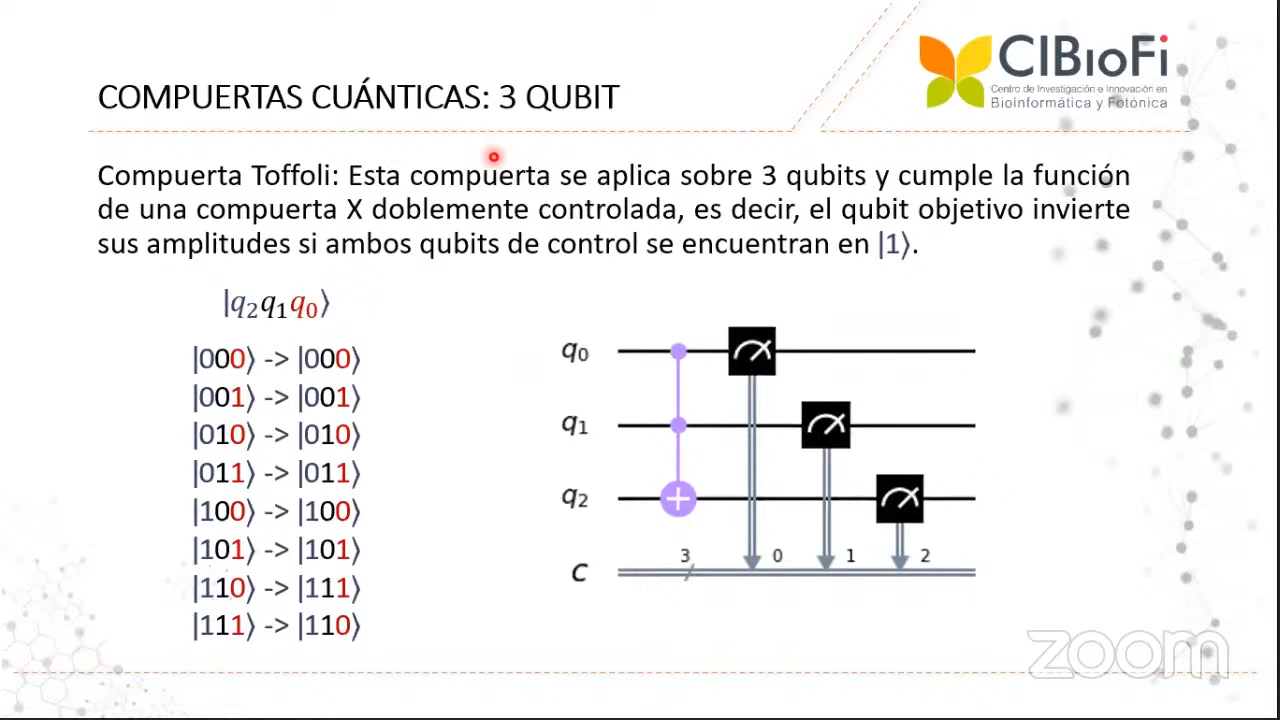 CIBioFi
Centro de Investigación e Innovación en
Bioinformática y Fotónica
COMPUERTAS CUÁNTICAS: 3 QUBIT
Compuerta Toffoli: Esta compuerta se aplica sobre 3 qubits y cumple la función
de una compuerta X doblemente controlada, es decir, el qubit objetivo invierte
sus amplitudes si ambos qubits de control se encuentran en |1⟩.
|q₂q₁q₀⟩
|000⟩ -> |000⟩
|001⟩ -> |001⟩
|010⟩ -> |010⟩
|011⟩ -> |011⟩
|100⟩ -> |100⟩
|101⟩ -> |101⟩
|110⟩ -> |111⟩
|111⟩ -> |110⟩
q₀
q₁
q₂
3 0 1 2
c
zoom